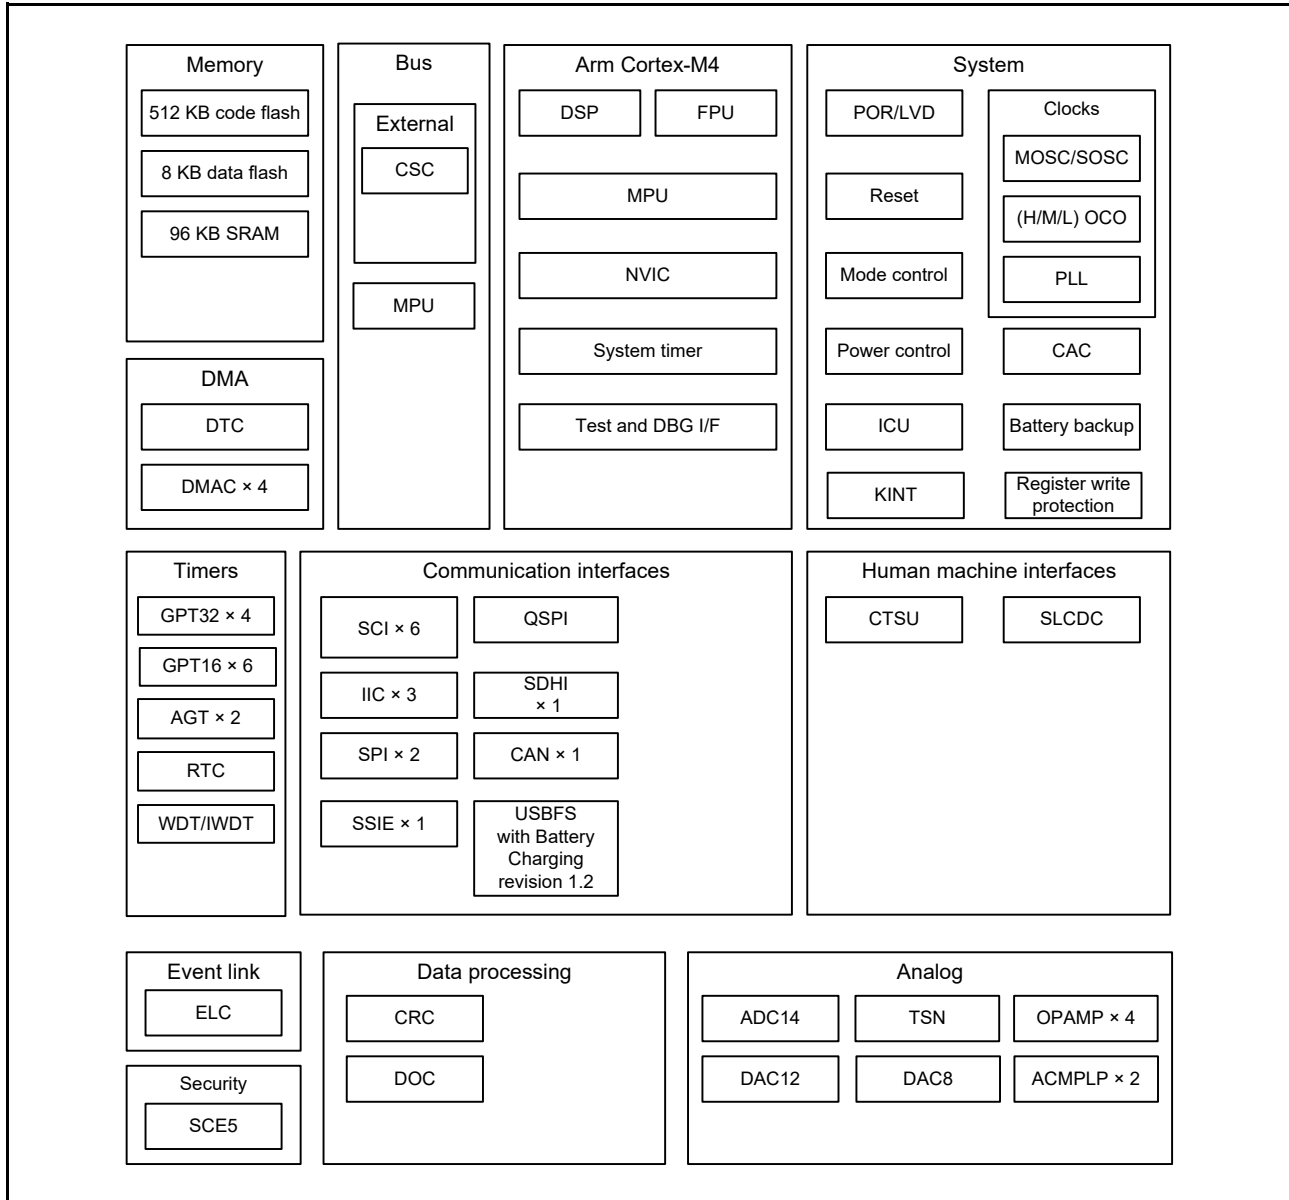 Memory
512 KB code flash
8 KB data flash
96 KB SRAM
DMA
DTC
DMAC × 4
Bus
External
CSC
MPU
Arm Cortex-M4
DSP
FPU
MPU
NVIC
System timer
Test and DBG I/F
System
POR/LVD
Reset
Mode control
Power control
ICU
KINT
Clocks
MOSC/SOSC
(H/M/L) OCO
PLL
CAC
Battery backup
Register write
protection
Timers
GPT32 × 4
GPT16 × 6
AGT × 2
RTC
WDT/IWDT
Communication interfaces
SCI × 6
IIC × 3
SPI × 2
SSIE × 1
QSPI
SDHI
× 1
CAN × 1
USBFS
with Battery
Charging
revision 1.2
Human machine interfaces
CTSU
SLCDC
Event link
ELC
Security
SCE5
Data processing
CRC
DOC
Analog
ADC14
TSN
OPAMP × 4
DAC12
DAC8
ACMPLP × 2